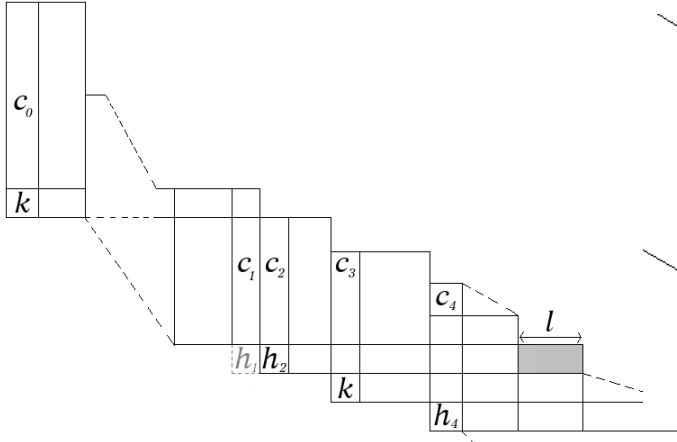 c₀
k
c₁ c₂ c₃
c₄
l
h₁ h₂
k
h₄